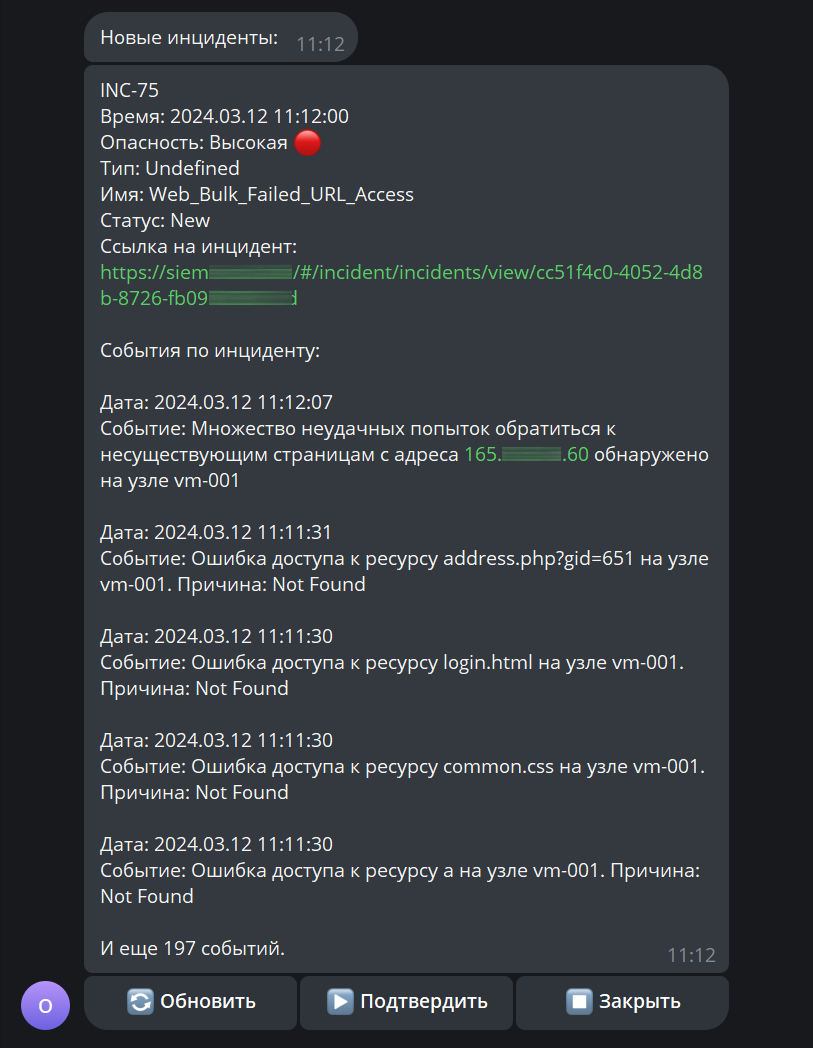 Новые инциденты:
11:12
INC-75
Время: 2024.03.12 11:12:00
Опасность: Высокая
Тип: Undefined
Имя: Web_Bulk_Failed_URL_Access
Статус: New
Ссылка на инцидент:
https://siem /#/incident/incidents/view/cc51f4c0-4052-4d8
b-8726-fb09 d
События по инциденту:
Дата: 2024.03.12 11:12:07
Событие: Множество неудачных попыток обратиться к
несуществующим страницам с адреса 165. .60 обнаружено
на узле vm-001
Дата: 2024.03.12 11:11:31
Событие: Ошибка доступа к ресурсу address.php?gid=651 на узле
vm-001. Причина: Not Found
Дата: 2024.03.12 11:11:30
Событие: Ошибка доступа к ресурсу login.html на узле vm-001.
Причина: Not Found
Дата: 2024.03.12 11:11:30
Событие: Ошибка доступа к ресурсу common.css на узле vm-001.
Причина: Not Found
Дата: 2024.03.12 11:11:30
Событие: Ошибка доступа к ресурсу a на узле vm-001. Причина:
Not Found
И еще 197 событий.
11:12
О
Обновить
Подтвердить
Закрыть